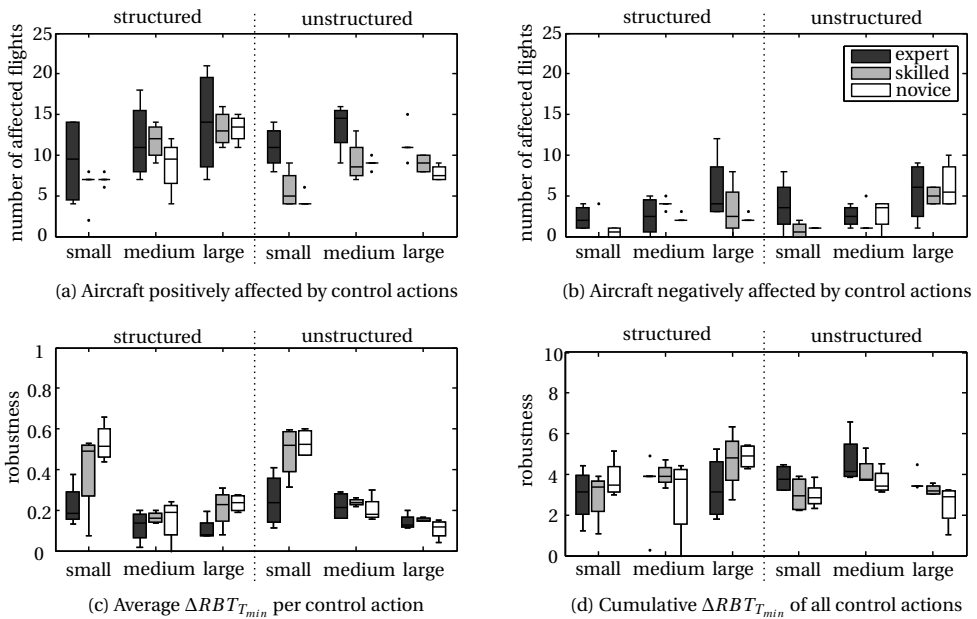 structured unstructured
25
20
15
10
5
0
number of affected flights
small medium large small medium large
(a) Aircraft positively affected by control actions
structured unstructured
25
20
15
10
5
0
number of affected flights
expert
skilled
novice
small medium large small medium large
(b) Aircraft negatively affected by control actions
structured unstructured
1
0.8
0.6
0.4
0.2
0
robustness
small medium large small medium large
(c) Average ΔRBT_{T_{min}} per control action
structured unstructured
10
8
6
4
2
0
robustness
small medium large small medium large
(d) Cumulative ΔRBT_{T_{min}} of all control actions